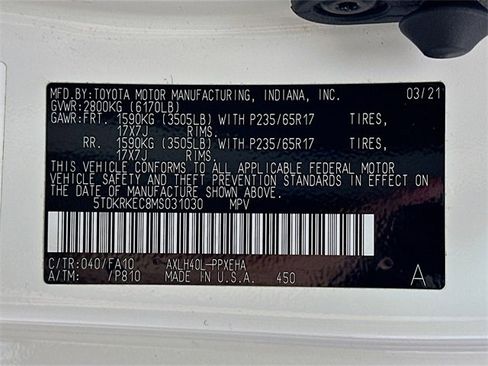 MFD.BY:TOYOTA MOTOR MANUFACTURING, INDIANA, INC. 03/21
GVWR:2800KG (6170LB)
GAWR:FRT. 1590KG (3505LB) WITH P235/65R17 TIRES,
17X7J RIMS.
RR. 1590KG (3505LB) WITH P235/65R17 TIRES,
17X7J RIMS.
THIS VEHICLE CONFORMS TO ALL APPLICABLE FEDERAL MOTOR
VEHICLE SAFETY AND THEFT PREVENTION STANDARDS IN EFFECT ON
THE DATE OF MANUFACTURE SHOWN ABOVE.
5TDKRKEC8MS031030 MPV
C/TR:040/FA10 AXLH40L-PPXEHA
A/TM: /P810 MADE IN U.S.A. 450 A